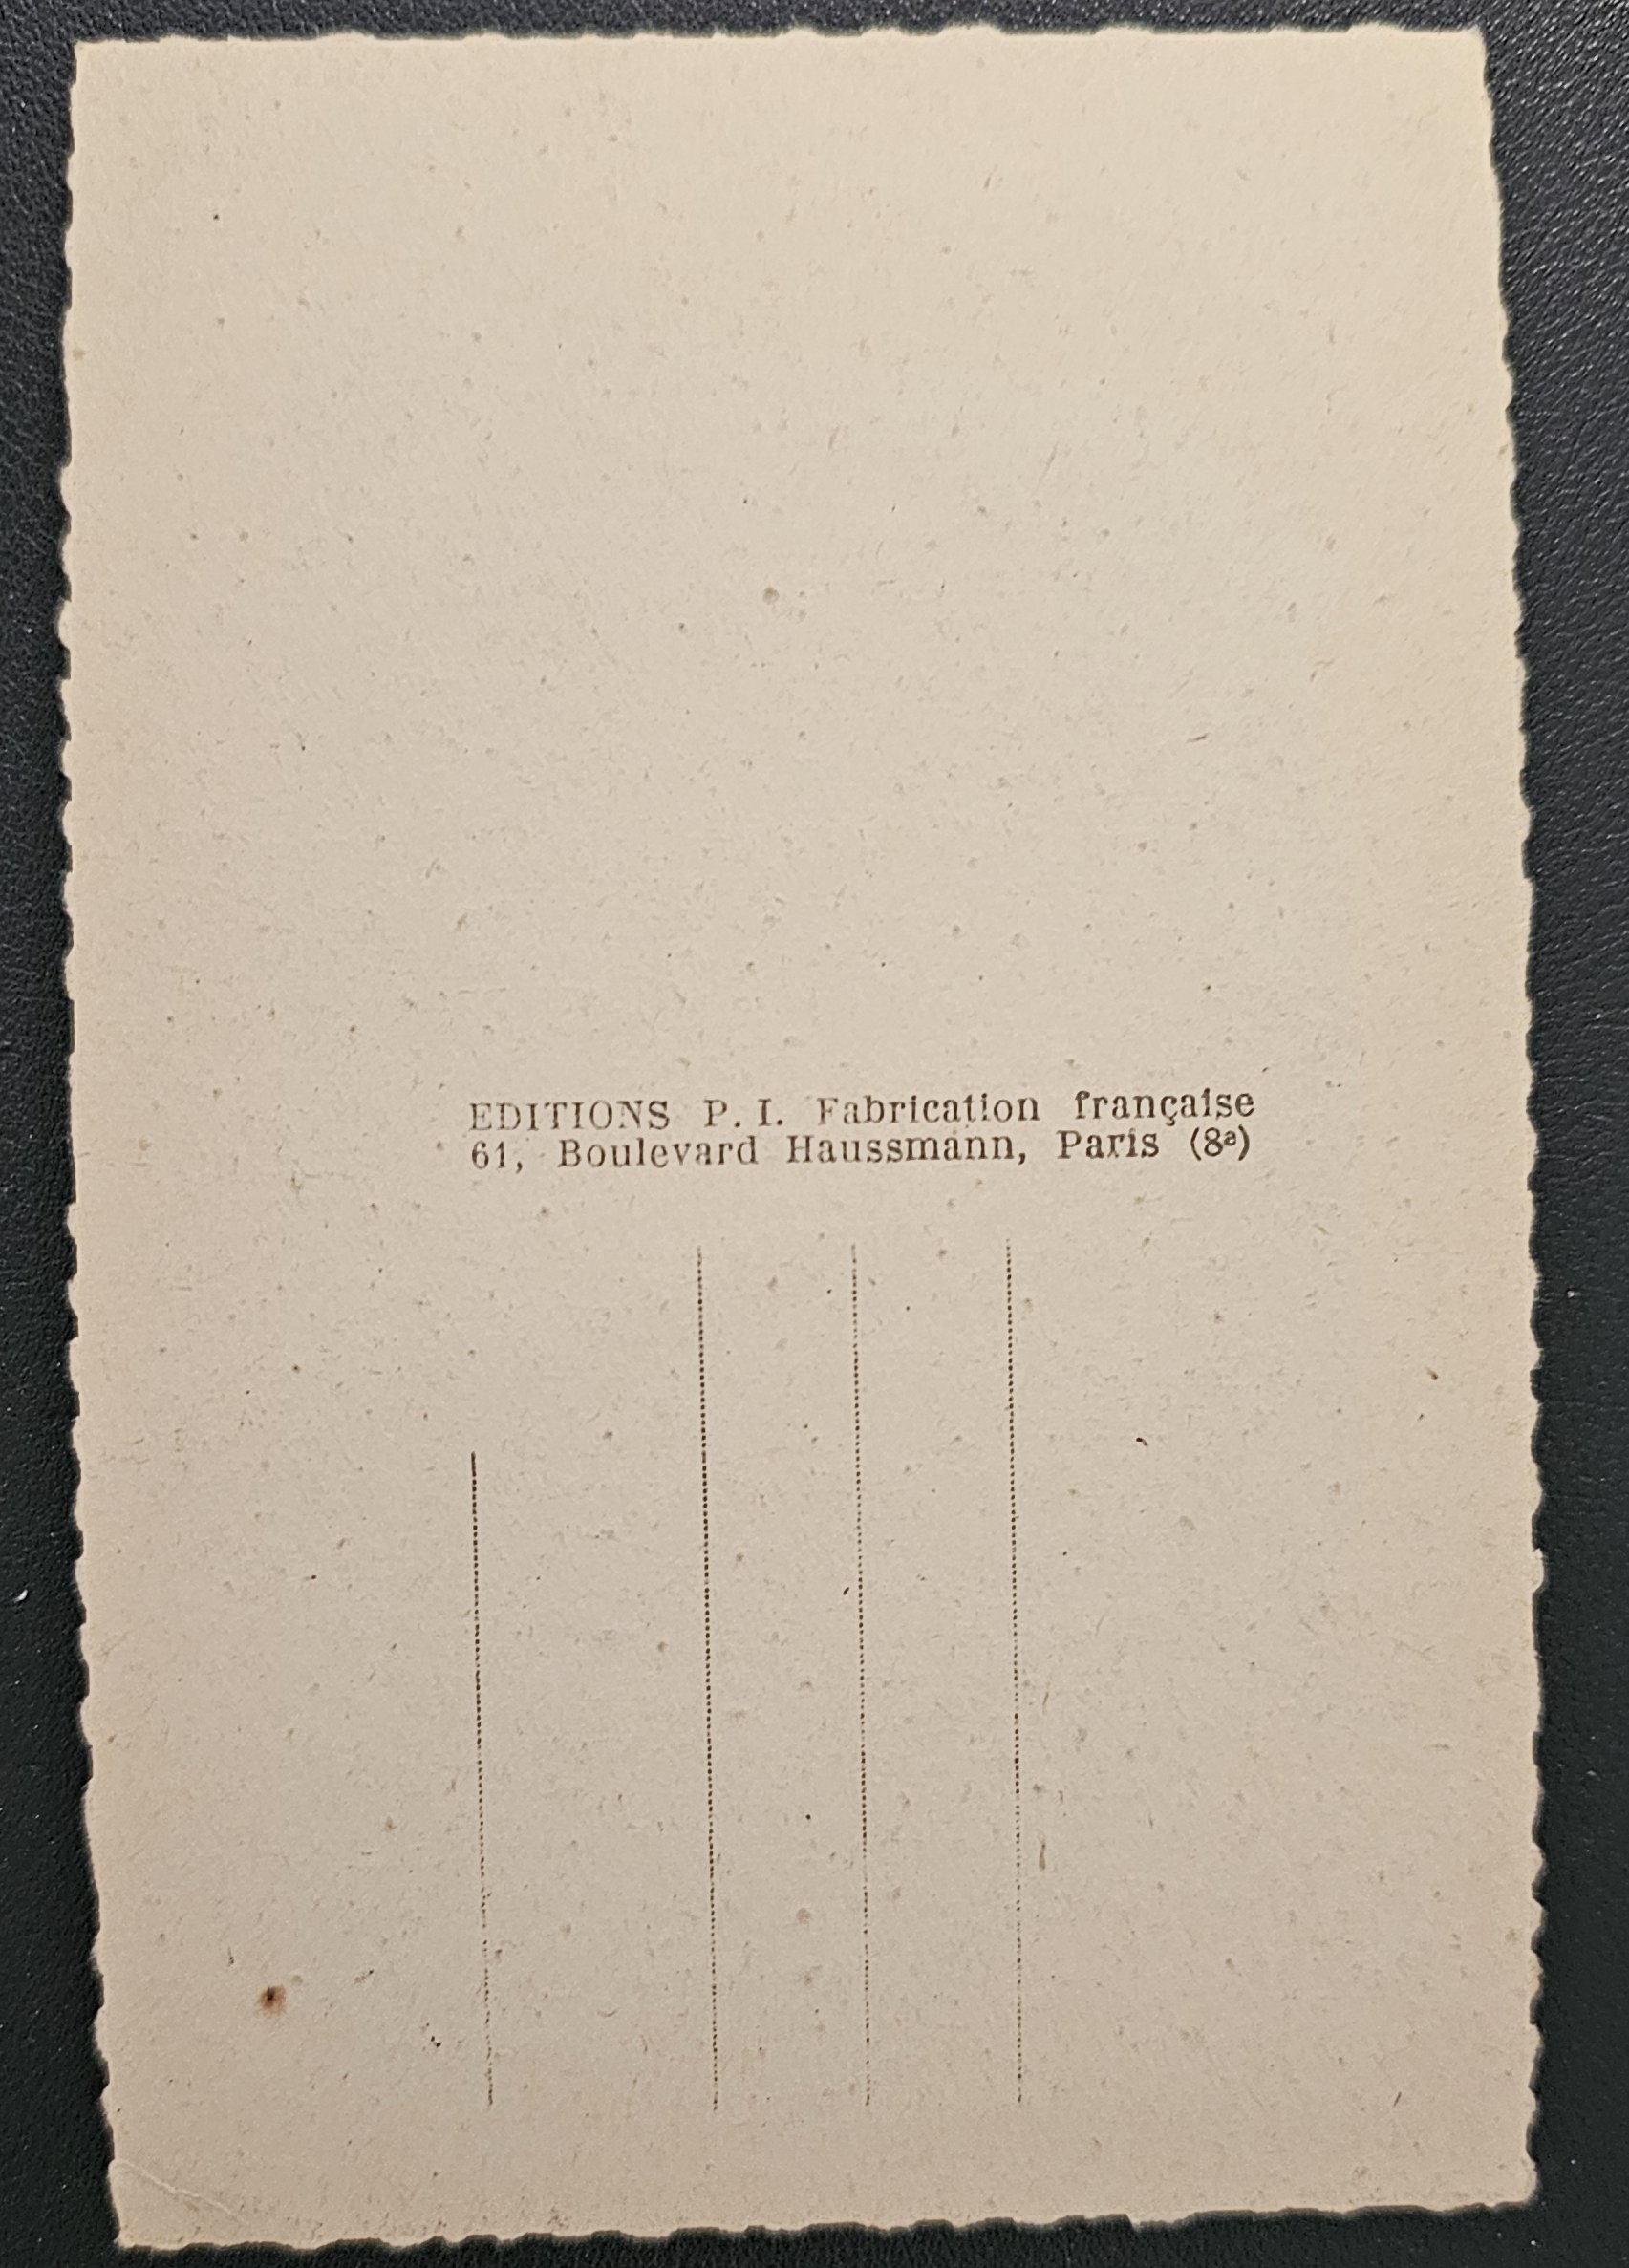 EDITIONS P. I. Fabrication française
61, Boulevard Haussmann, Paris (8e)